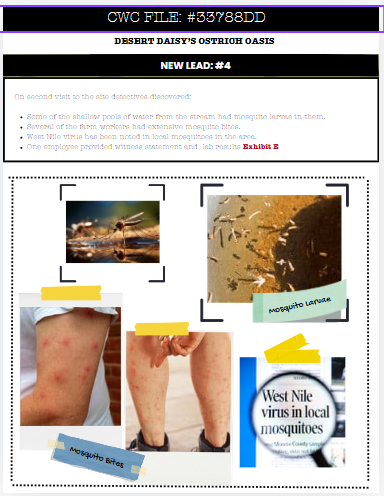 CWC FILE: #33788DD
DESERT DAISY'S OSTRICH OASIS
NEW LEAD: #4
On second visit to the site detectives discovered:
Some of the shallow pools of water from the stream had mosquito larvae in them.
Several of the farm workers had extensive mosquito bites.
West Nile virus has been noted in local mosquitoes in the area.
One employee provided witness statement and lab results Exhibit E
Mosquito Larvae
Mosquito Bites
West Nile
virus in local
mosquitoes